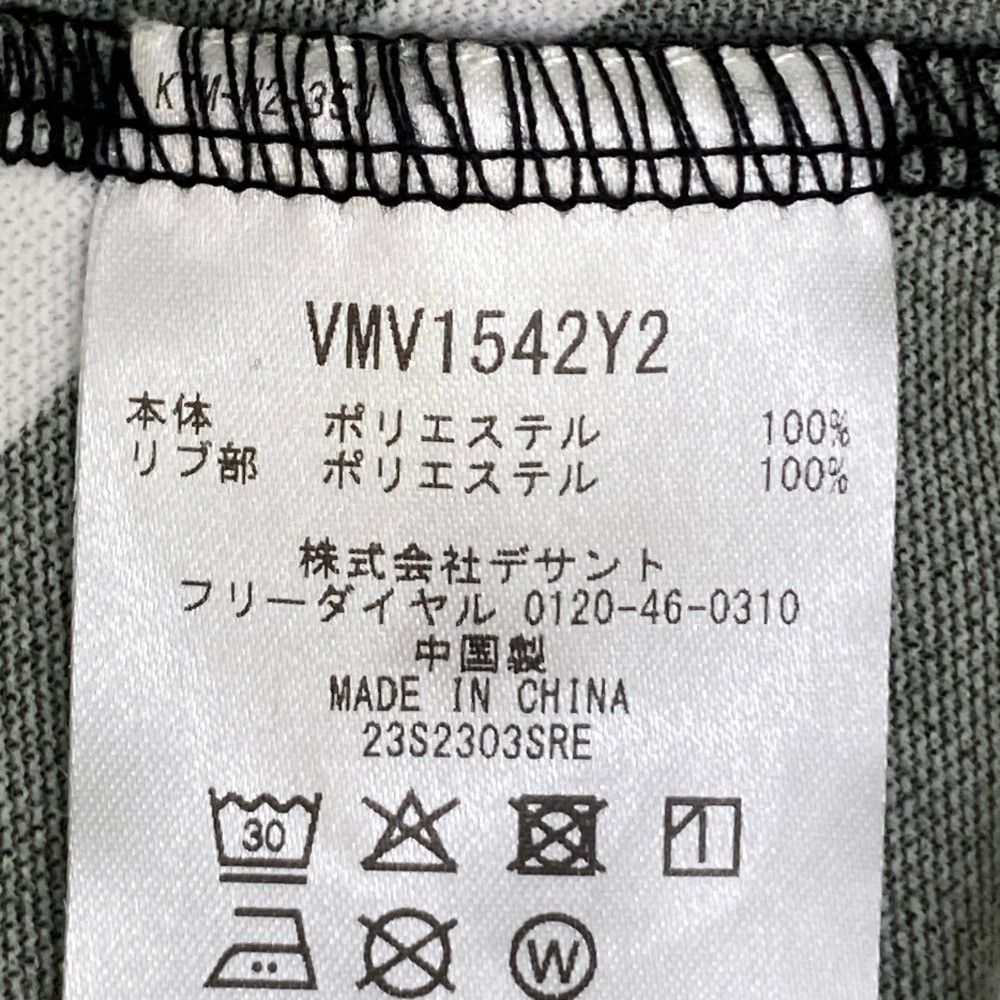 VMV1542Y2
本体 ポリエステル 100%
リブ部 ポリエステル 100%
株式会社デサント
フリーダイヤル 0120-46-0310
中国製
MADE IN CHINA
23S2303SRE
30
W